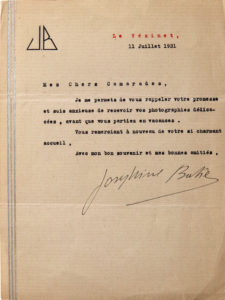 JB
Le Vésinet,
11 Juillet 1931
Mes Chers Camarades,
Je me permets de vous rappeler votre promesse
et suis anxieuse de recevoir vos photographies dédica-
cées , avant que vous partiez en vacances .
Vous remerciant à nouveau de votre si charmant
accueil ,
Avec mon bon souvenir et mes bonnes amitiés ,
Josephine Baker